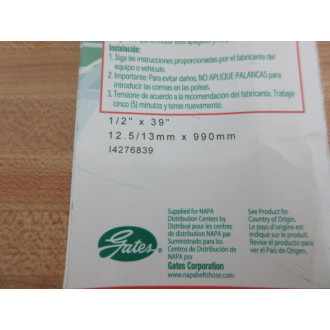 Instalación:
1. Siga las instrucciones proporcionadas por el fabricante del
equipo o vehículo.
2. Importante: Para evitar daños, NO APLIQUE PALANCAS para
introducir las correas en las poleas.
3. Tensione de acuerdo a la recomendación del fabricante. Trabaje
cinco (5) minutos y tense nuevamente.
1/2" x 39"
12.5/13mm x 990mm
I4276839
Gates
Supplied for NAPA
Distribution Centers by
Distribué pour les centres
de distribution NAPA par
Suministrado para los
Centros de Distribución de
NAPA por
Gates Corporation
www.napabeltshose.com
See Product for
Country of Origin.
Le pays d'origine est
indiqué sur le produit.
Revise el producto para
ver el País de Origen.